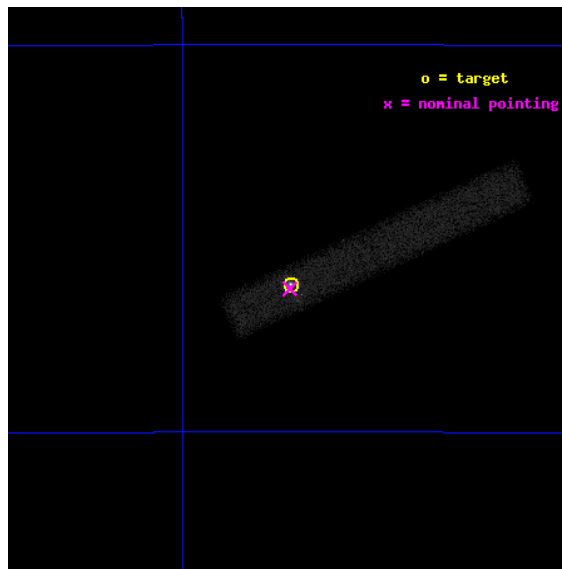 o = target
x = nominal pointing